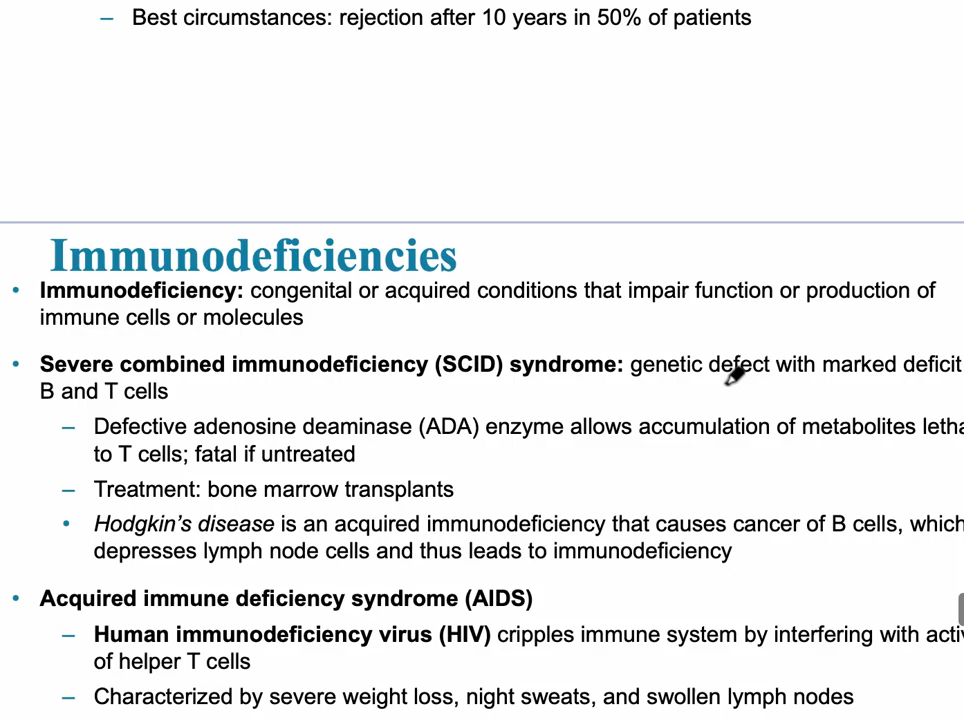 – Best circumstances: rejection after 10 years in 50% of patients
Immunodeficiencies
• Immunodeficiency: congenital or acquired conditions that impair function or production of
immune cells or molecules
• Severe combined immunodeficiency (SCID) syndrome: genetic defect with marked deficit
B and T cells
– Defective adenosine deaminase (ADA) enzyme allows accumulation of metabolites letha
to T cells; fatal if untreated
– Treatment: bone marrow transplants
• Hodgkin’s disease is an acquired immunodeficiency that causes cancer of B cells, which
depresses lymph node cells and thus leads to immunodeficiency
• Acquired immune deficiency syndrome (AIDS)
– Human immunodeficiency virus (HIV) cripples immune system by interfering with activ
of helper T cells
– Characterized by severe weight loss, night sweats, and swollen lymph nodes